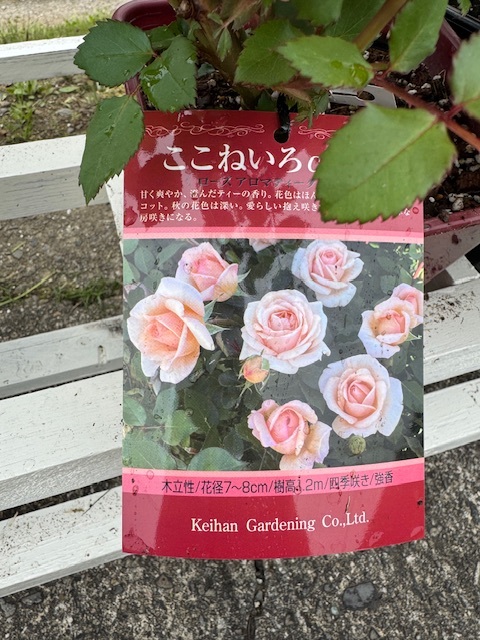 ここねいろ
ローズアロマ
甘く爽やか、澄んだティーの香り。花色はほん
コット。秋の花色は深い。愛らしい抱え咲き
房咲きになる。
木立性/花径7〜8cm/樹高1.2m/四季咲き/強香
Keihan Gardening Co.,Ltd.